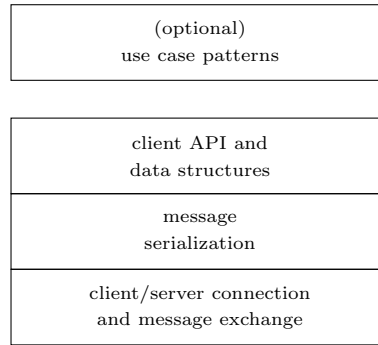 (optional)
use case patterns
client API and
data structures
message
serialization
client/server connection
and message exchange